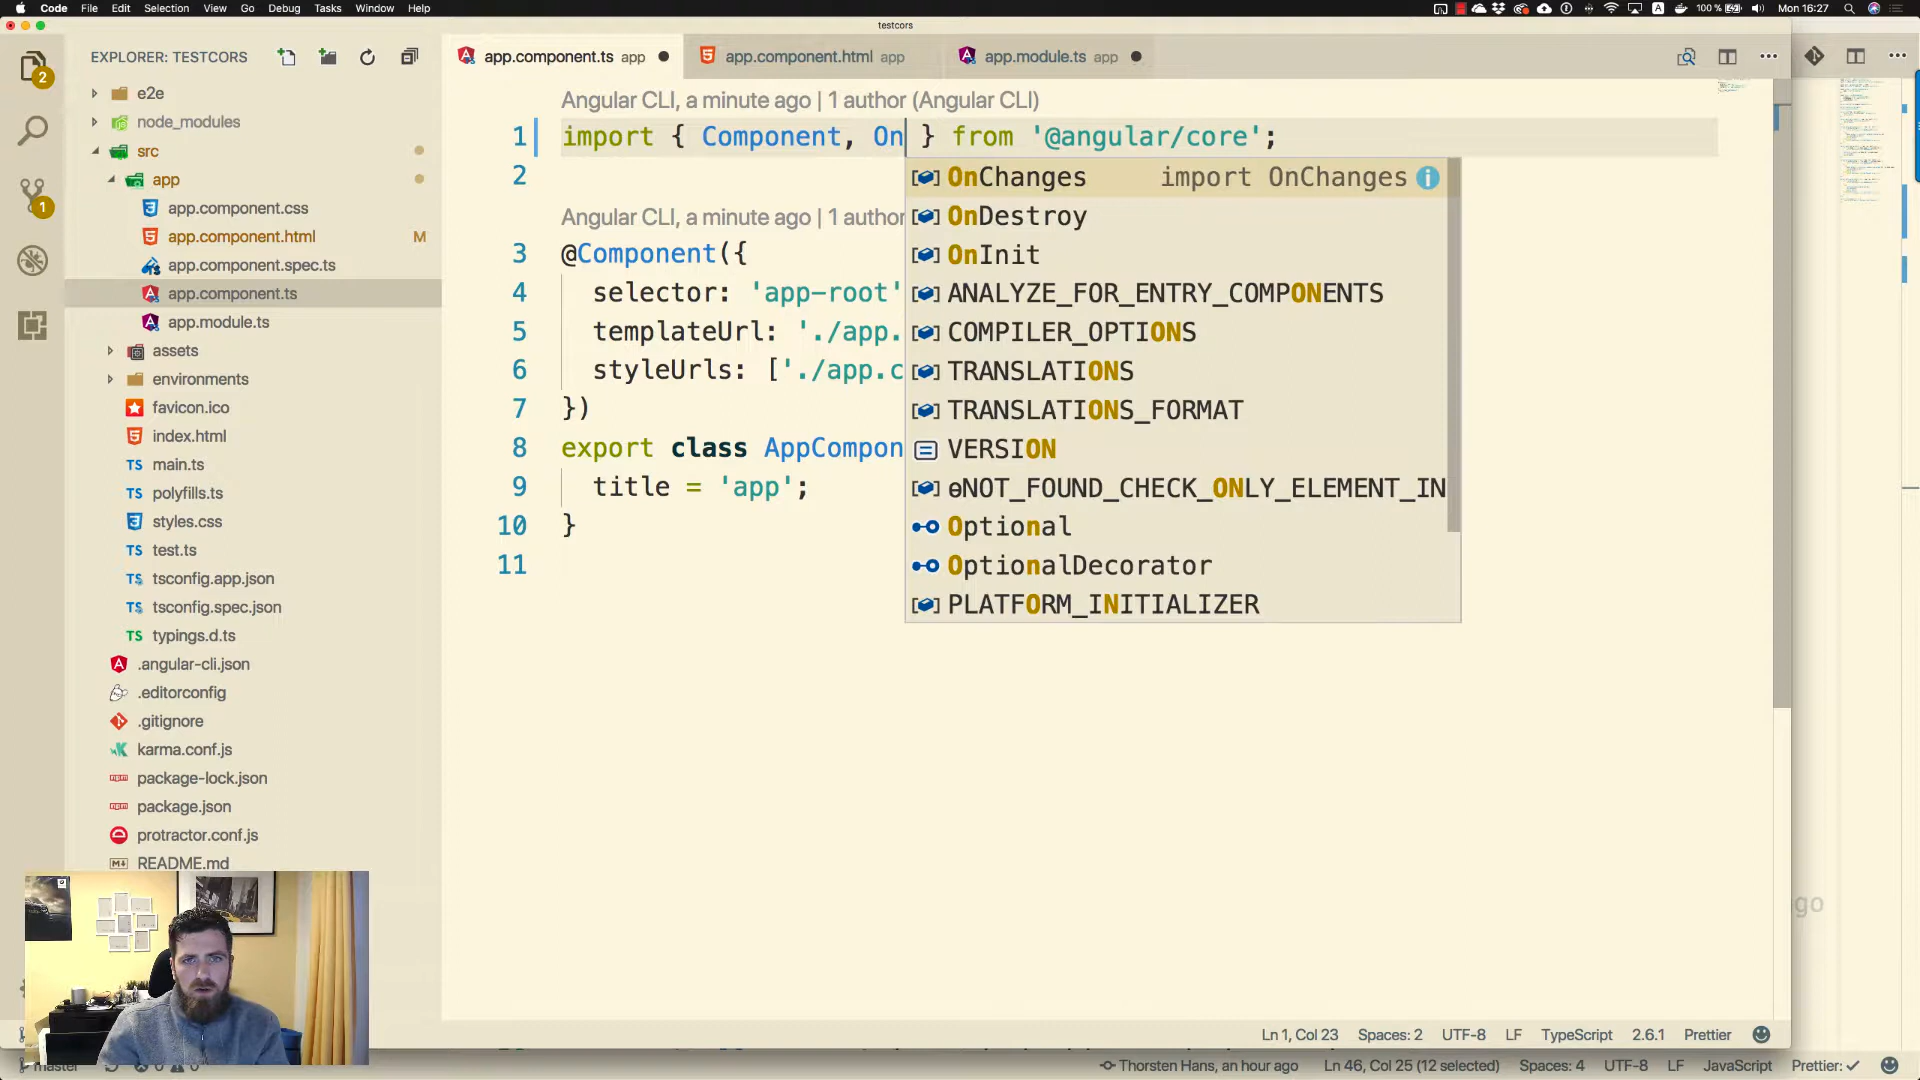 Code File Edit Selection View Go Debug Tasks Window Help
100 % Mon 16:27
testcors
EXPLORER: TESTCORS
app.component.ts app
app.component.html app
app.module.ts app
2
1
e2e
node_modules
src
app
app.component.css
app.component.html M
app.component.spec.ts
app.component.ts
app.module.ts
assets
environments
favicon.ico
index.html
main.ts
polyfills.ts
styles.css
test.ts
tsconfig.app.json
tsconfig.spec.json
typings.d.ts
.angular-cli.json
.editorconfig
.gitignore
karma.conf.js
package-lock.json
package.json
protractor.conf.js
README.md
Angular CLI, a minute ago | 1 author (Angular CLI)
1 import { Component, On } from '@angular/core';
2
Angular CLI, a minute ago | 1 author
3 @Component({
4 selector: 'app-root'
5 templateUrl: './app.
6 styleUrls: ['./app.c
7 })
8 export class AppCompon
9 title = 'app';
10 }
11
OnChanges import OnChanges
OnDestroy
OnInit
ANALYZE_FOR_ENTRY_COMPONENTS
COMPILER_OPTIONS
TRANSLATIONS
TRANSLATIONS_FORMAT
VERSION
ɵNOT_FOUND_CHECK_ONLY_ELEMENT_IN
Optional
OptionalDecorator
PLATFORM_INITIALIZER
go
Ln 1, Col 23 Spaces: 2 UTF-8 LF TypeScript 2.6.1 Prettier
master
Thorsten Hans, an hour ago Ln 46, Col 25 (12 selected) Spaces: 4 UTF-8 LF JavaScript Prettier: ✓